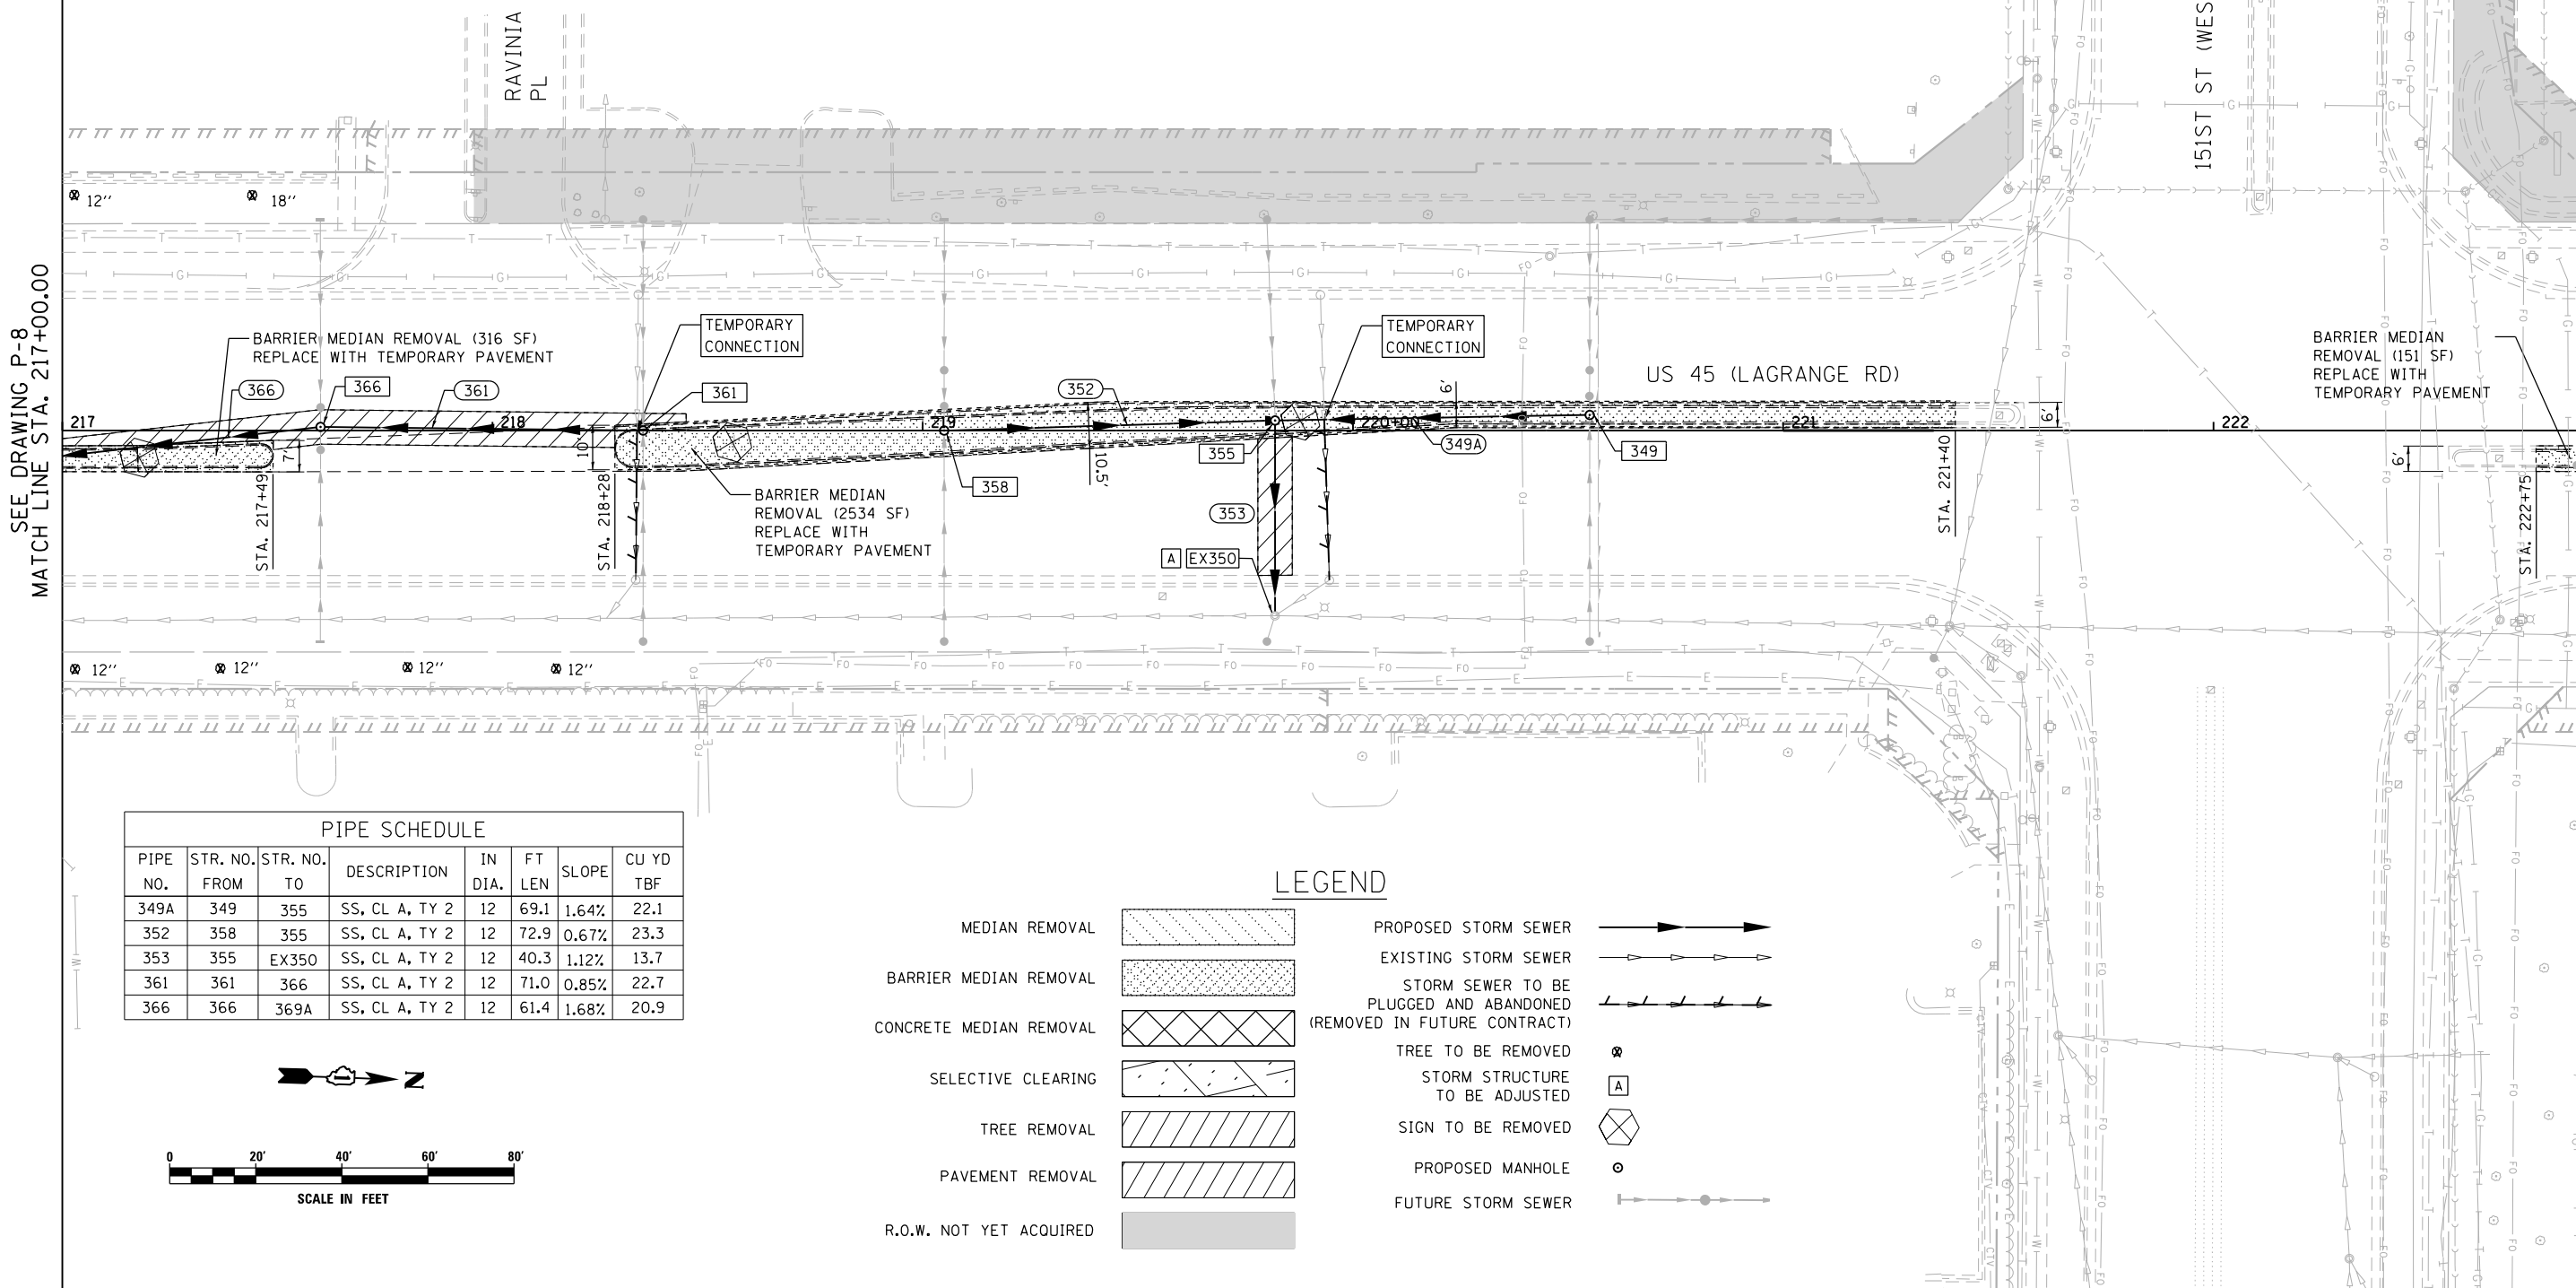 RAVINIA
PL
151ST ST (WES
12''
18''
SEE DRAWING P-8
MATCH LINE STA. 217+00.00
BARRIER MEDIAN REMOVAL (316 SF)
REPLACE WITH TEMPORARY PAVEMENT
TEMPORARY
CONNECTION
TEMPORARY
CONNECTION
US 45 (LAGRANGE RD)
BARRIER MEDIAN
REMOVAL (151 SF)
REPLACE WITH
TEMPORARY PAVEMENT
366
366
361
361
352
6'
6'
6'
217
218
219
220+00
221
222
7'
10'
10.5'
355
349A
349
358
353
A EX350
STA. 217+49
STA. 218+28
STA. 221+40
STA. 222+75
BARRIER MEDIAN
REMOVAL (2534 SF)
REPLACE WITH
TEMPORARY PAVEMENT
12''
12''
12''
12''
PIPE SCHEDULE
PIPE NO. STR. NO. FROM STR. NO. TO DESCRIPTION IN DIA. FT LEN SLOPE CU YD TBF
349A 349 355 SS, CL A, TY 2 12 69.1 1.64% 22.1
352 358 355 SS, CL A, TY 2 12 72.9 0.67% 23.3
353 355 EX350 SS, CL A, TY 2 12 40.3 1.12% 13.7
361 361 366 SS, CL A, TY 2 12 71.0 0.85% 22.7
366 366 369A SS, CL A, TY 2 12 61.4 1.68% 20.9
N
0 20' 40' 60' 80'
SCALE IN FEET
LEGEND
MEDIAN REMOVAL
BARRIER MEDIAN REMOVAL
CONCRETE MEDIAN REMOVAL
SELECTIVE CLEARING
TREE REMOVAL
PAVEMENT REMOVAL
R.O.W. NOT YET ACQUIRED
PROPOSED STORM SEWER
EXISTING STORM SEWER
STORM SEWER TO BE
PLUGGED AND ABANDONED
(REMOVED IN FUTURE CONTRACT)
TREE TO BE REMOVED
STORM STRUCTURE
TO BE ADJUSTED
A
SIGN TO BE REMOVED
PROPOSED MANHOLE
FUTURE STORM SEWER